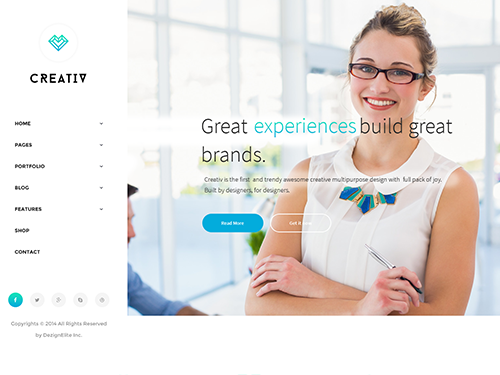 CREATIV
HOME
PAGES
PORTFOLIO
BLOG
FEATURES
SHOP
CONTACT
Copyrights © 2014 All Rights Reserved
by DezignElite Inc.
Great experiences build great
brands.
Creativ is the first and trendy awesome creative multipurpose design with full pack of joy.
Built by designers, for designers.
Read More
Get it now